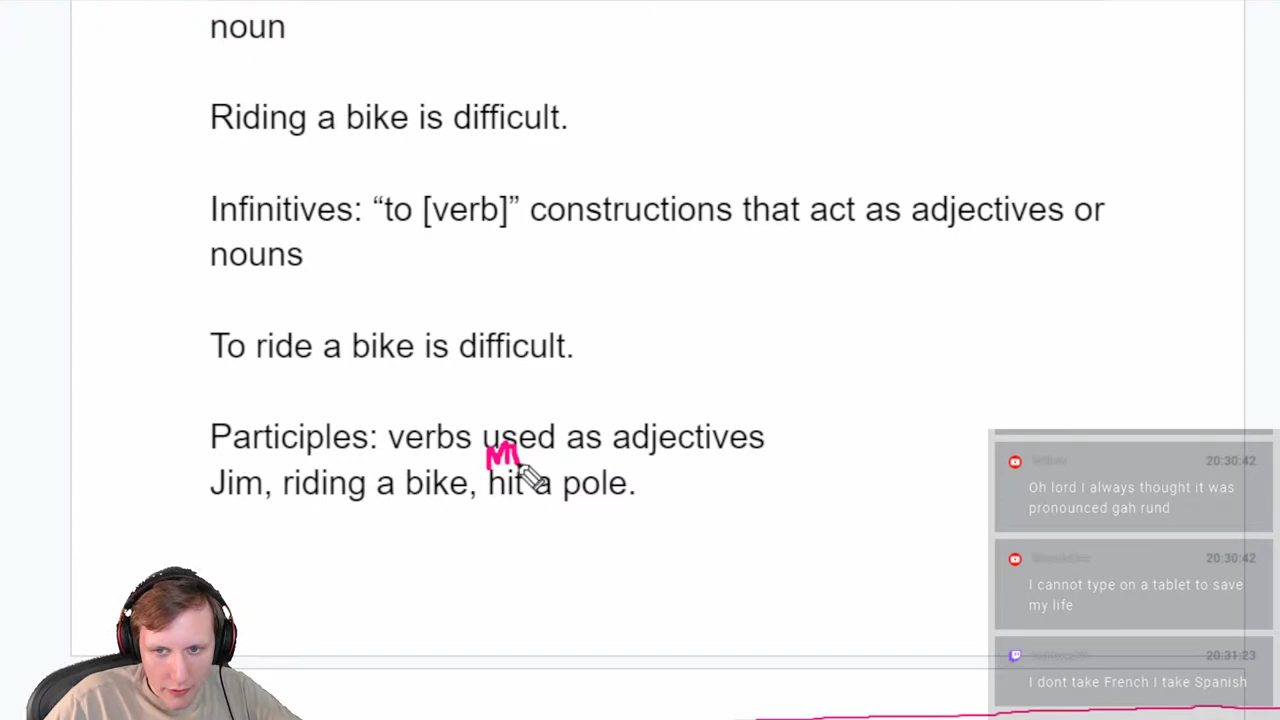 noun
Riding a bike is difficult.
Infinitives: “to [verb]” constructions that act as adjectives or
nouns
To ride a bike is difficult.
Participles: verbs used as adjectives
Jim, riding a bike, hit a pole.
20:30:42
Oh lord I always thought it was
pronounced gah rund
20:30:42
I cannot type on a tablet to save
my life
20:31:23
I dont take French I take Spanish